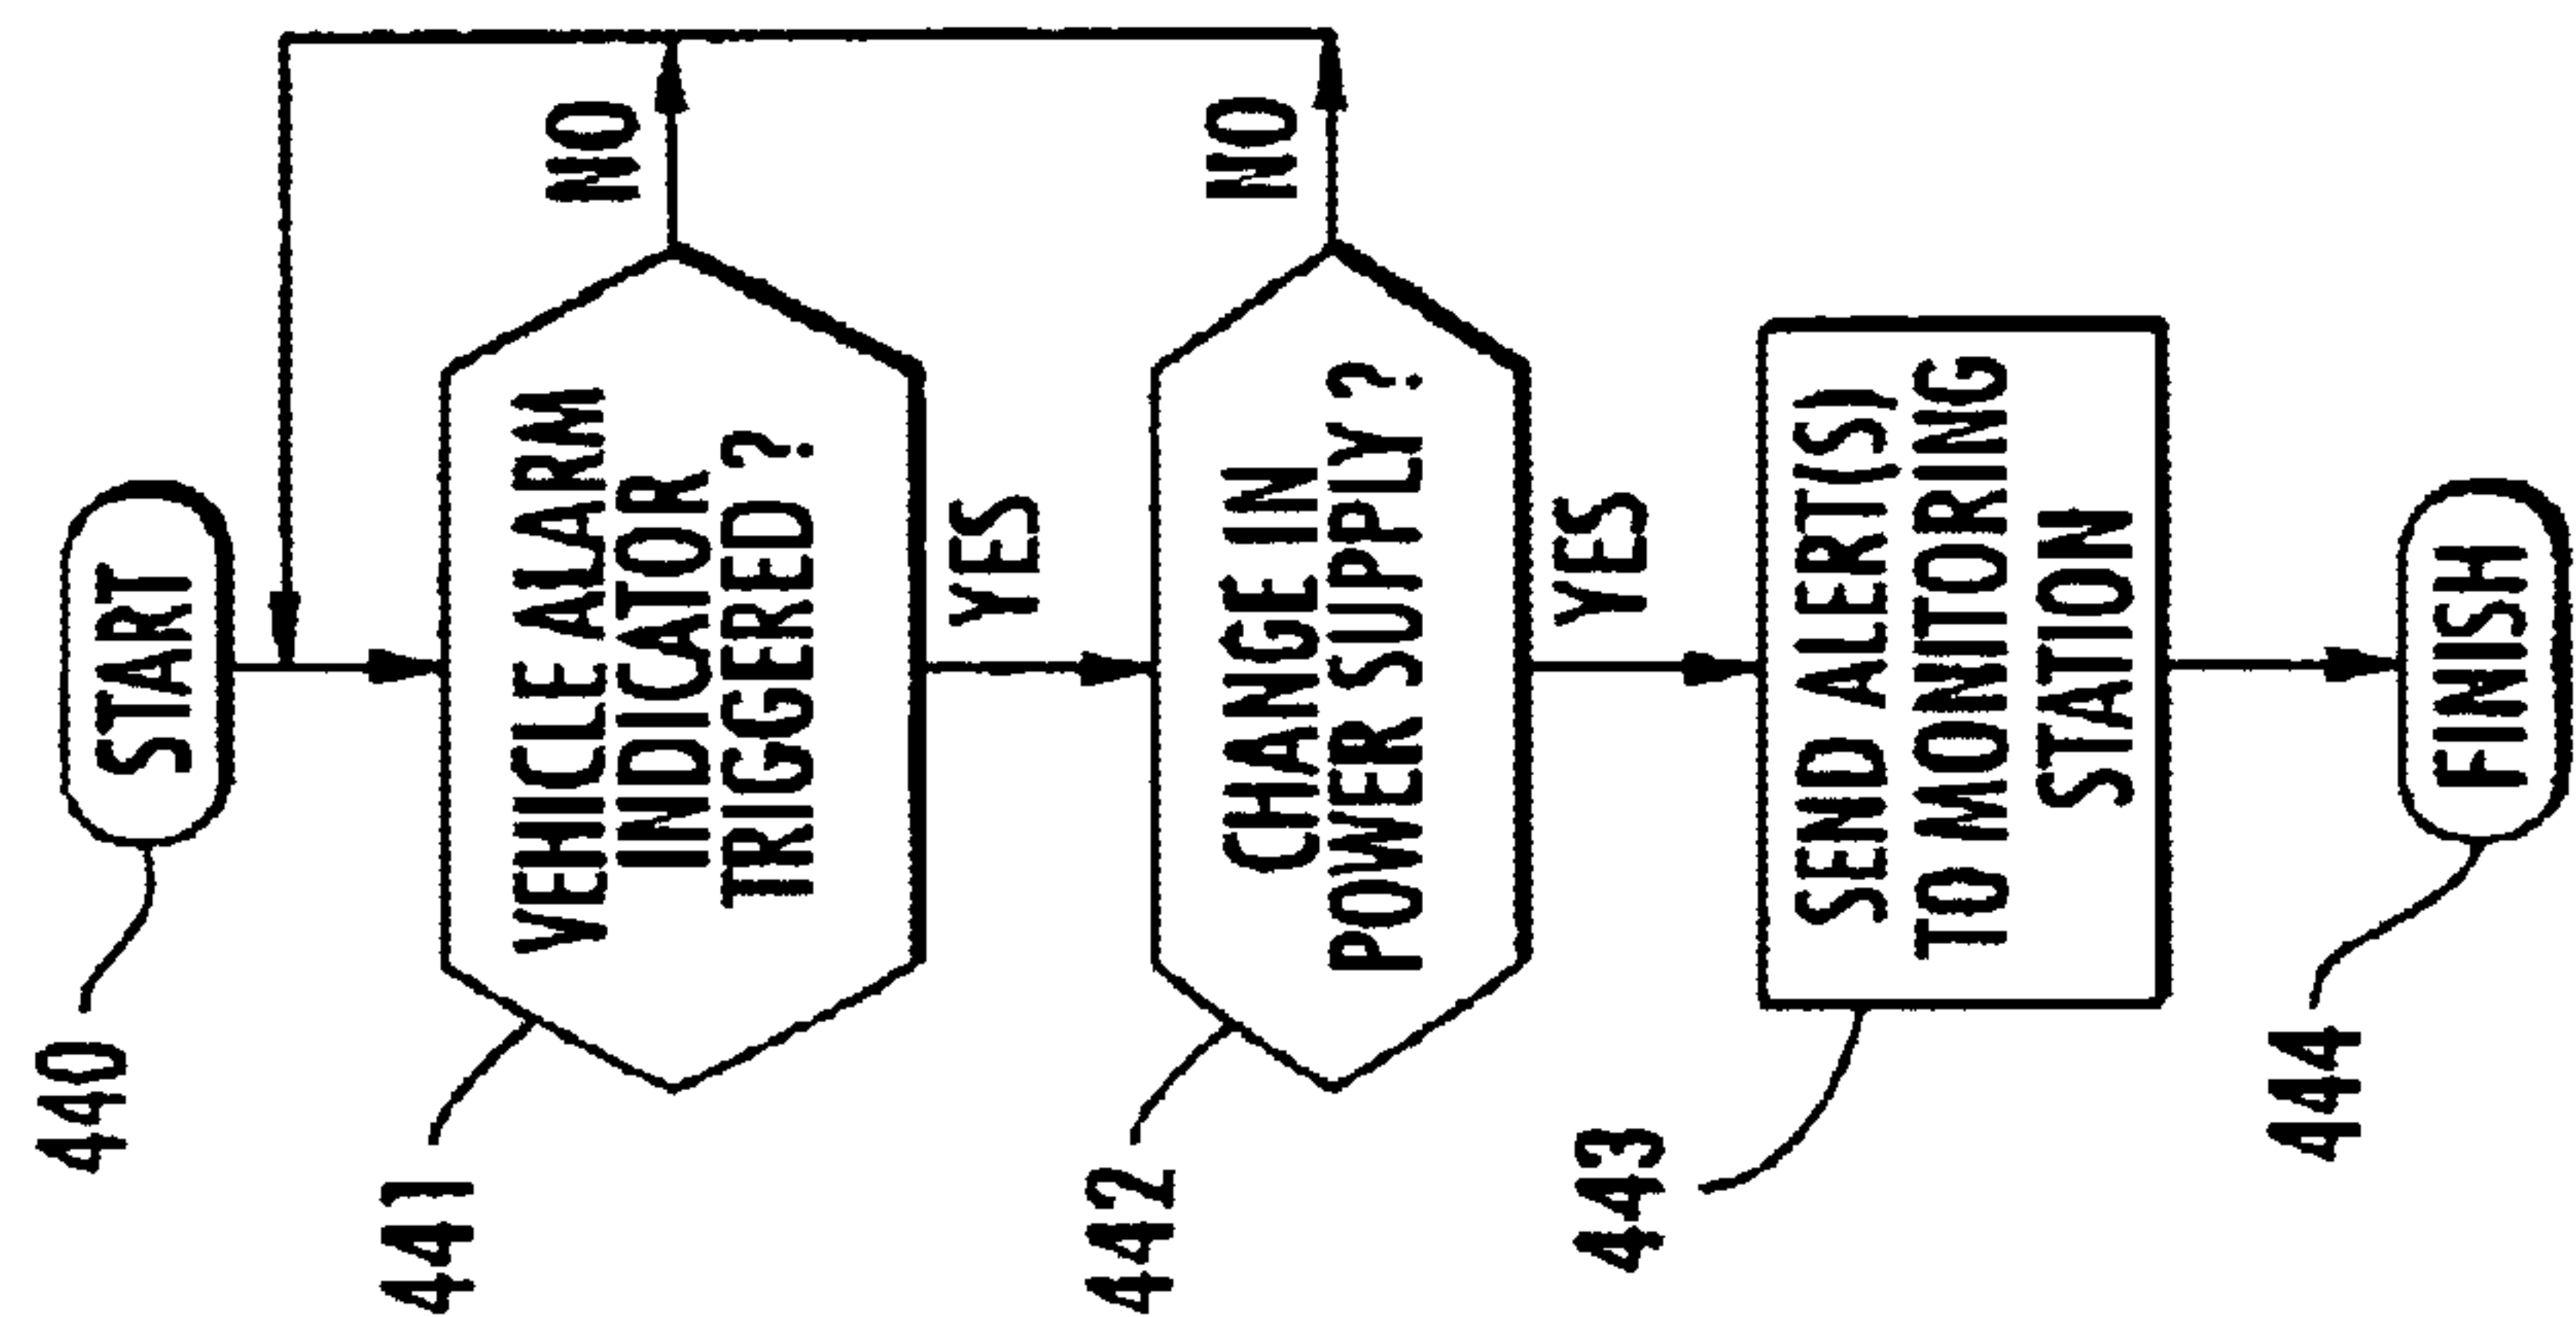 440
START
441
VEHICLE ALARM
INDICATOR
TRIGGERED ?
NO
YES
442
CHANGE IN
POWER SUPPLY ?
NO
YES
443
SEND ALERT(S)
TO MONITORING
STATION
444
FINISH